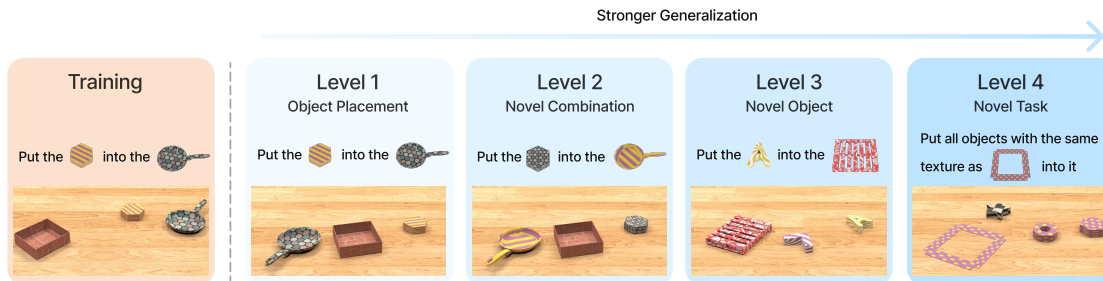 Stronger Generalization
Training
Put the into the
Level 1
Object Placement
Put the into the
Level 2
Novel Combination
Put the into the
Level 3
Novel Object
Put the into the
Level 4
Novel Task
Put all objects with the same
texture as into it